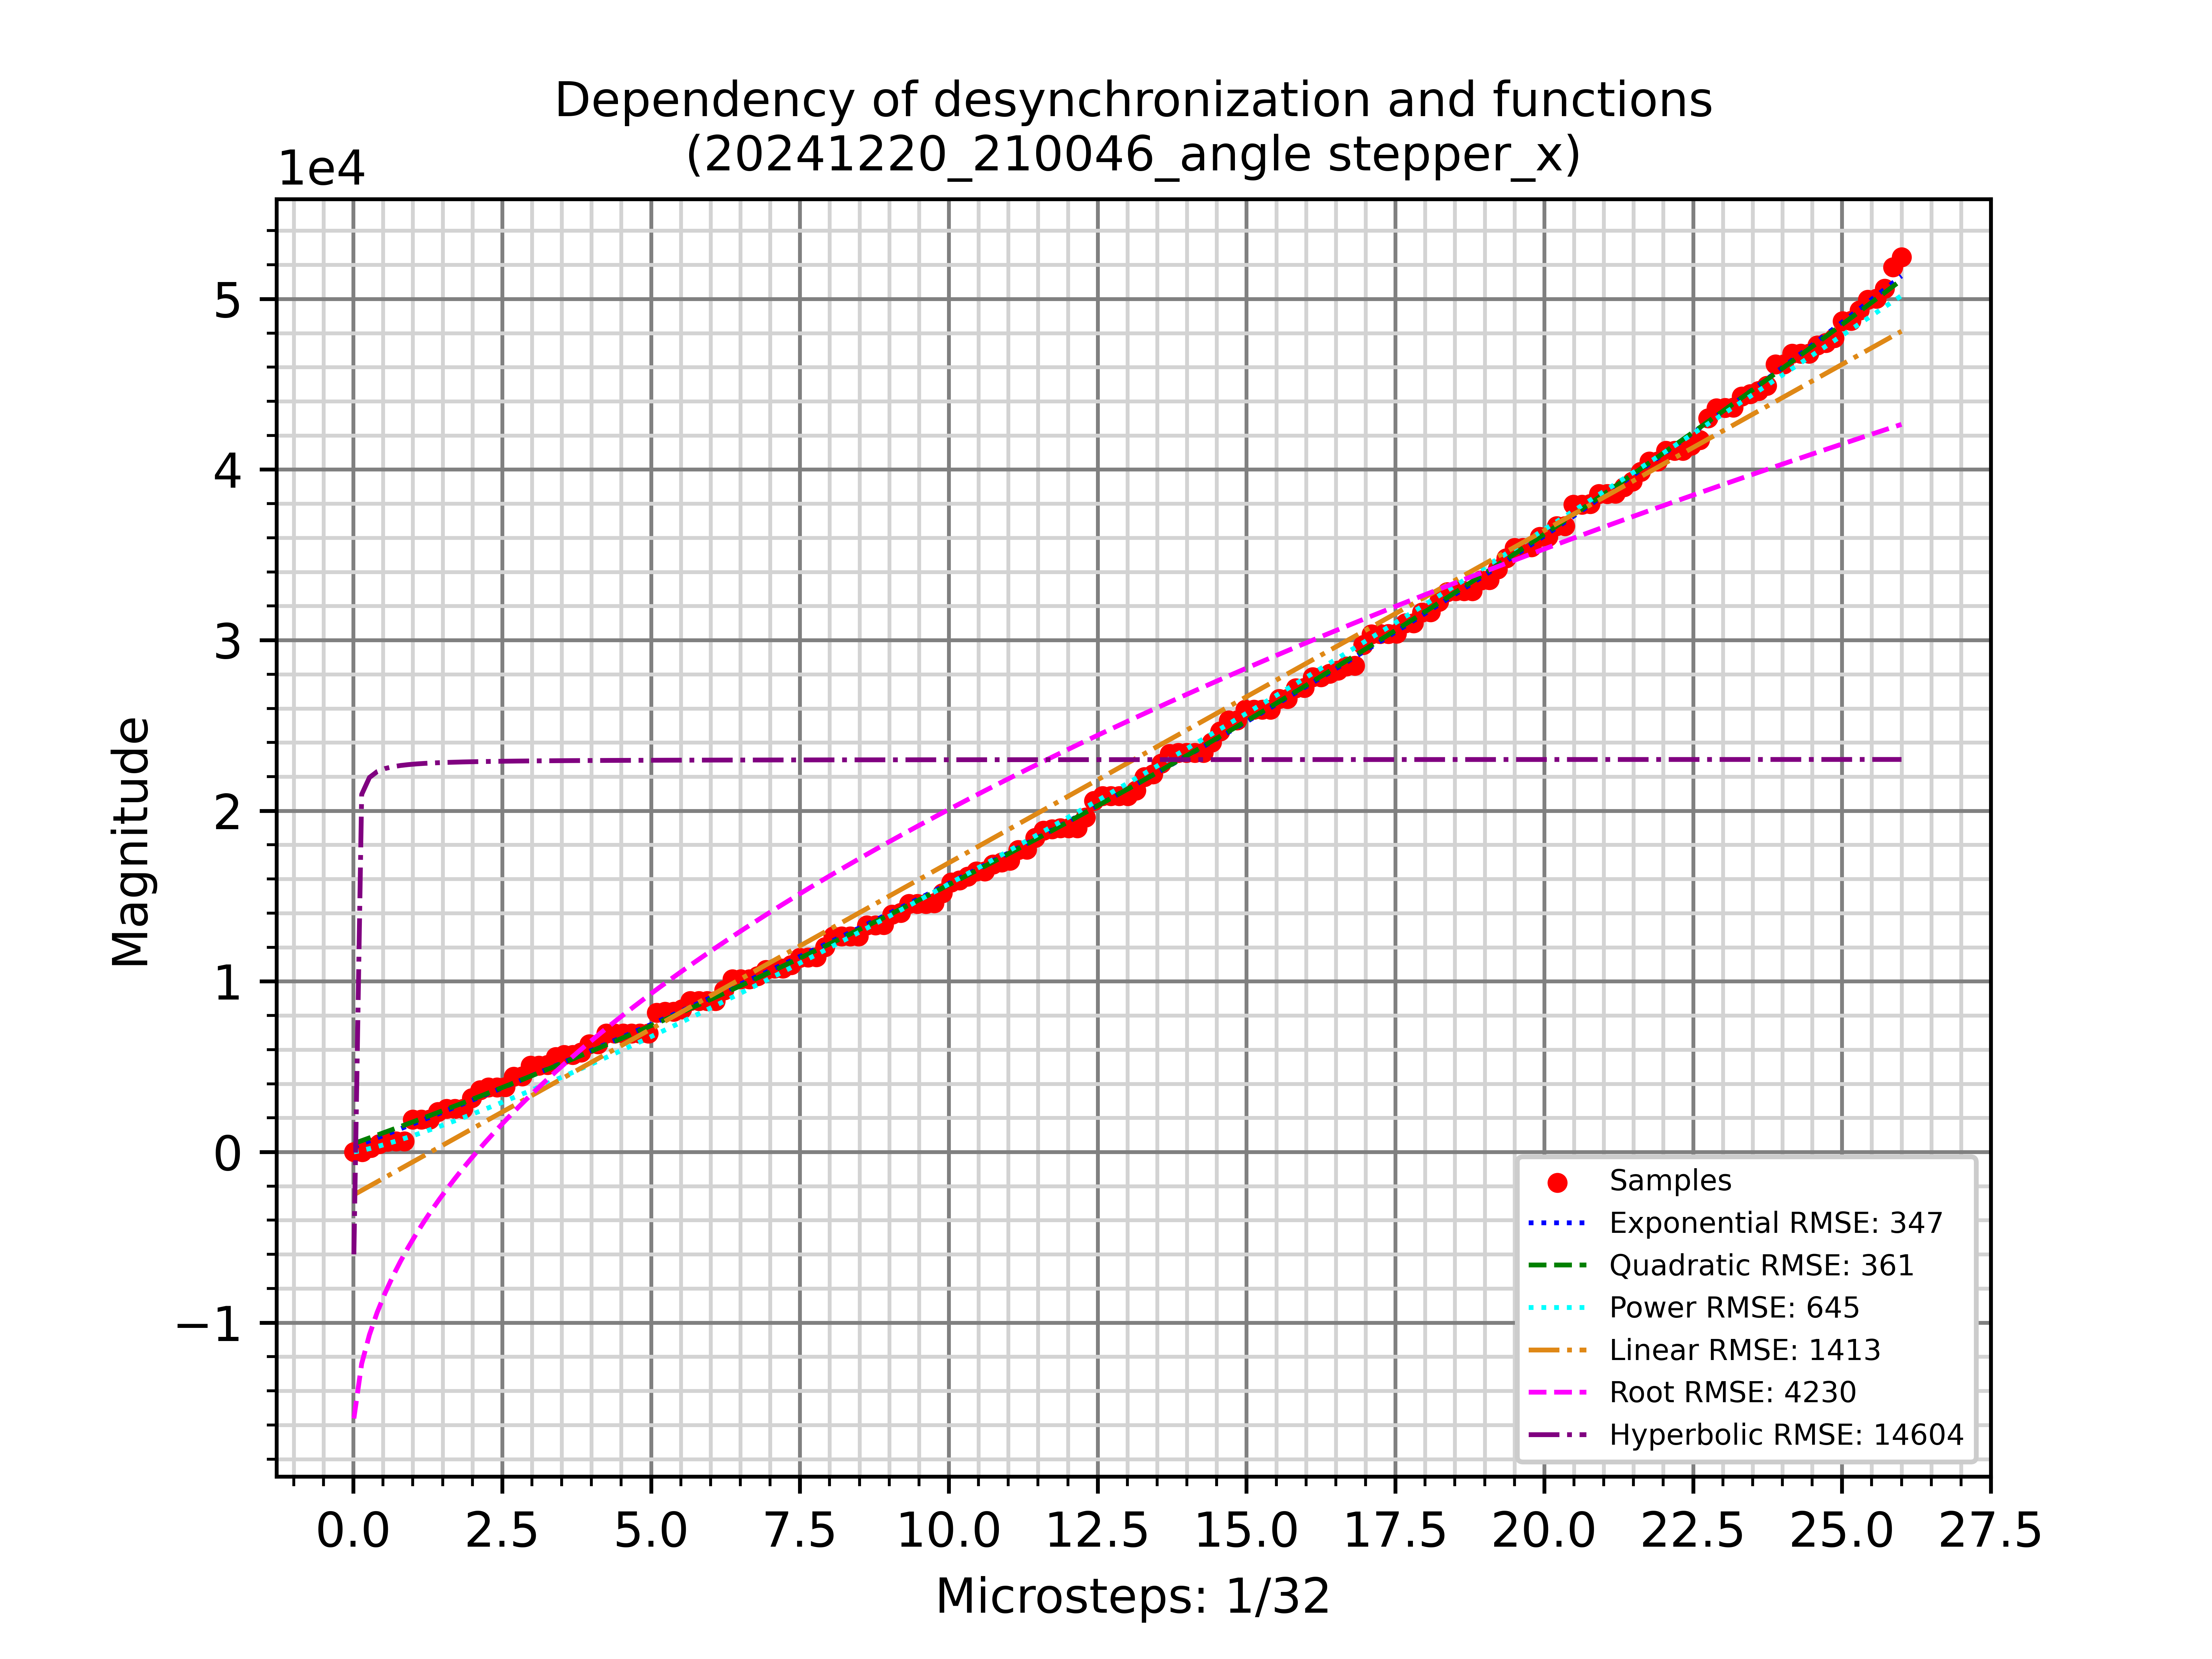 Dependency of desynchronization and functions
(20241220_210046_angle stepper_x)
1e4
5
4
3
2
1
0
−1
Magnitude
Samples
Exponential RMSE: 347
Quadratic RMSE: 361
Power RMSE: 645
Linear RMSE: 1413
Root RMSE: 4230
Hyperbolic RMSE: 14604
0.0 2.5 5.0 7.5 10.0 12.5 15.0 17.5 20.0 22.5 25.0 27.5
Microsteps: 1/32